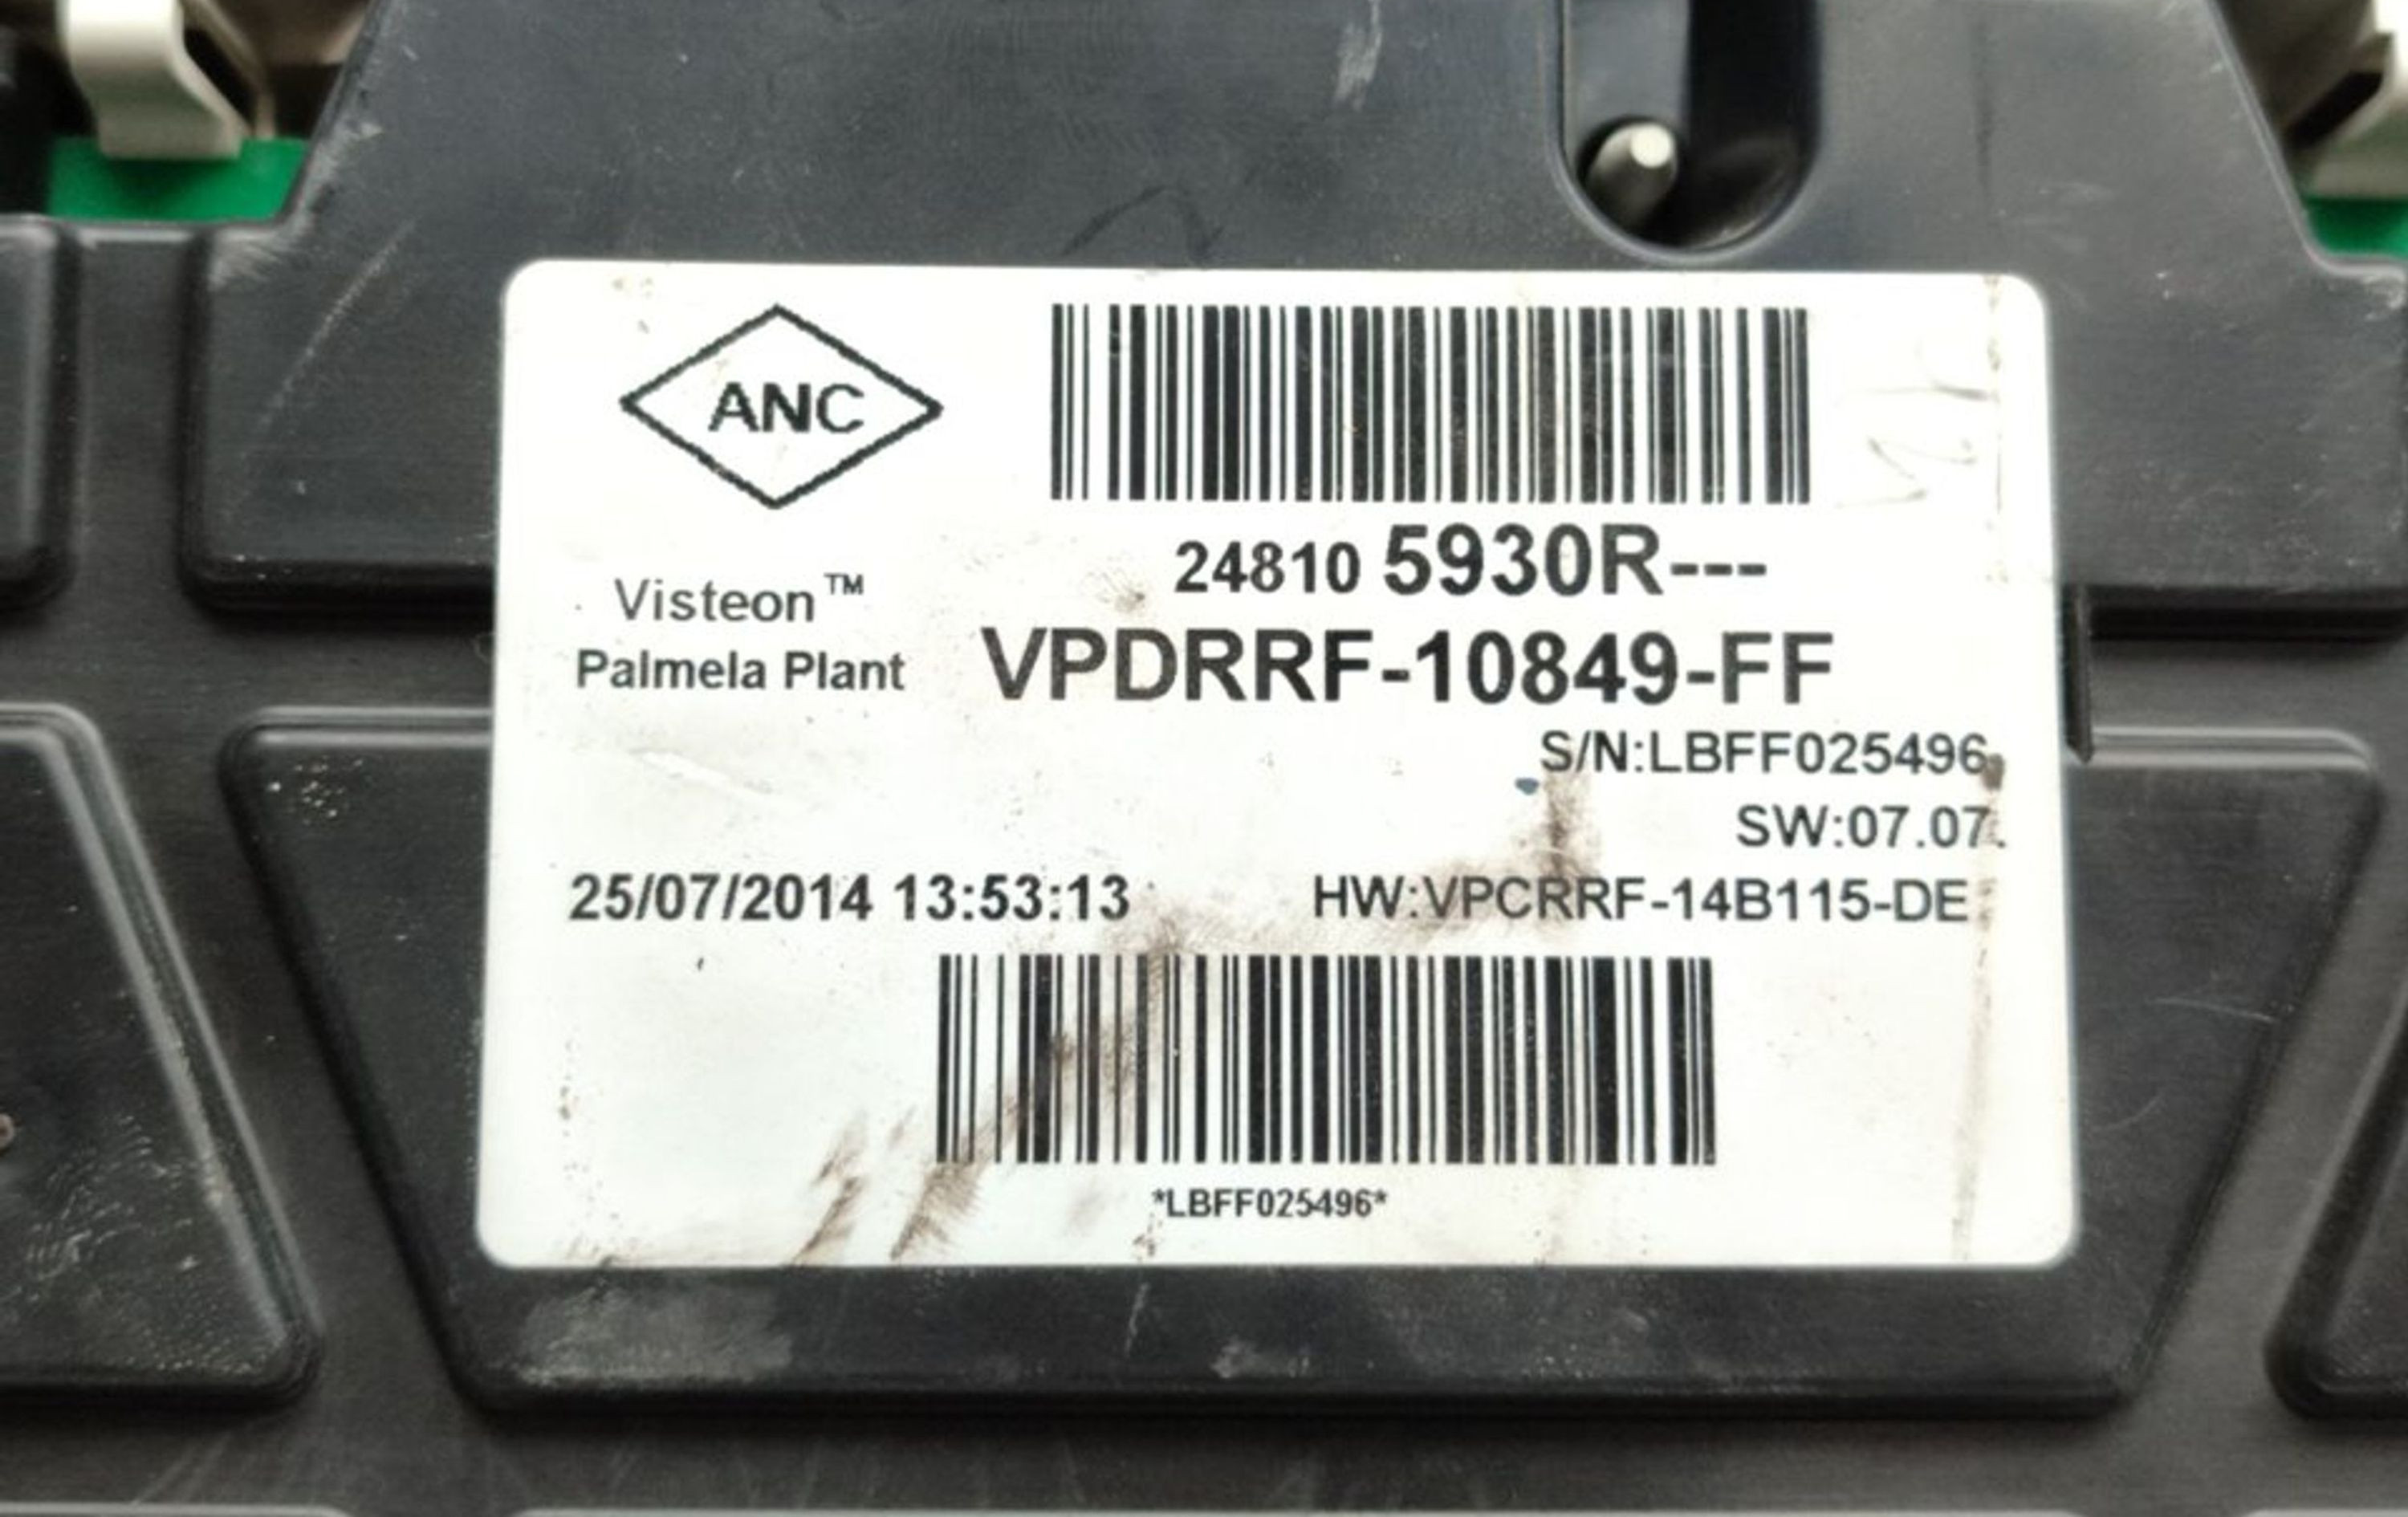 ANC
24810 5930R---
Visteon™
Palmela Plant
VPDRRF-10849-FF
S/N:LBFF025496
SW:07.07.
25/07/2014 13:53:13
HW:VPCRRF-14B115-DE
*LBFF025496*